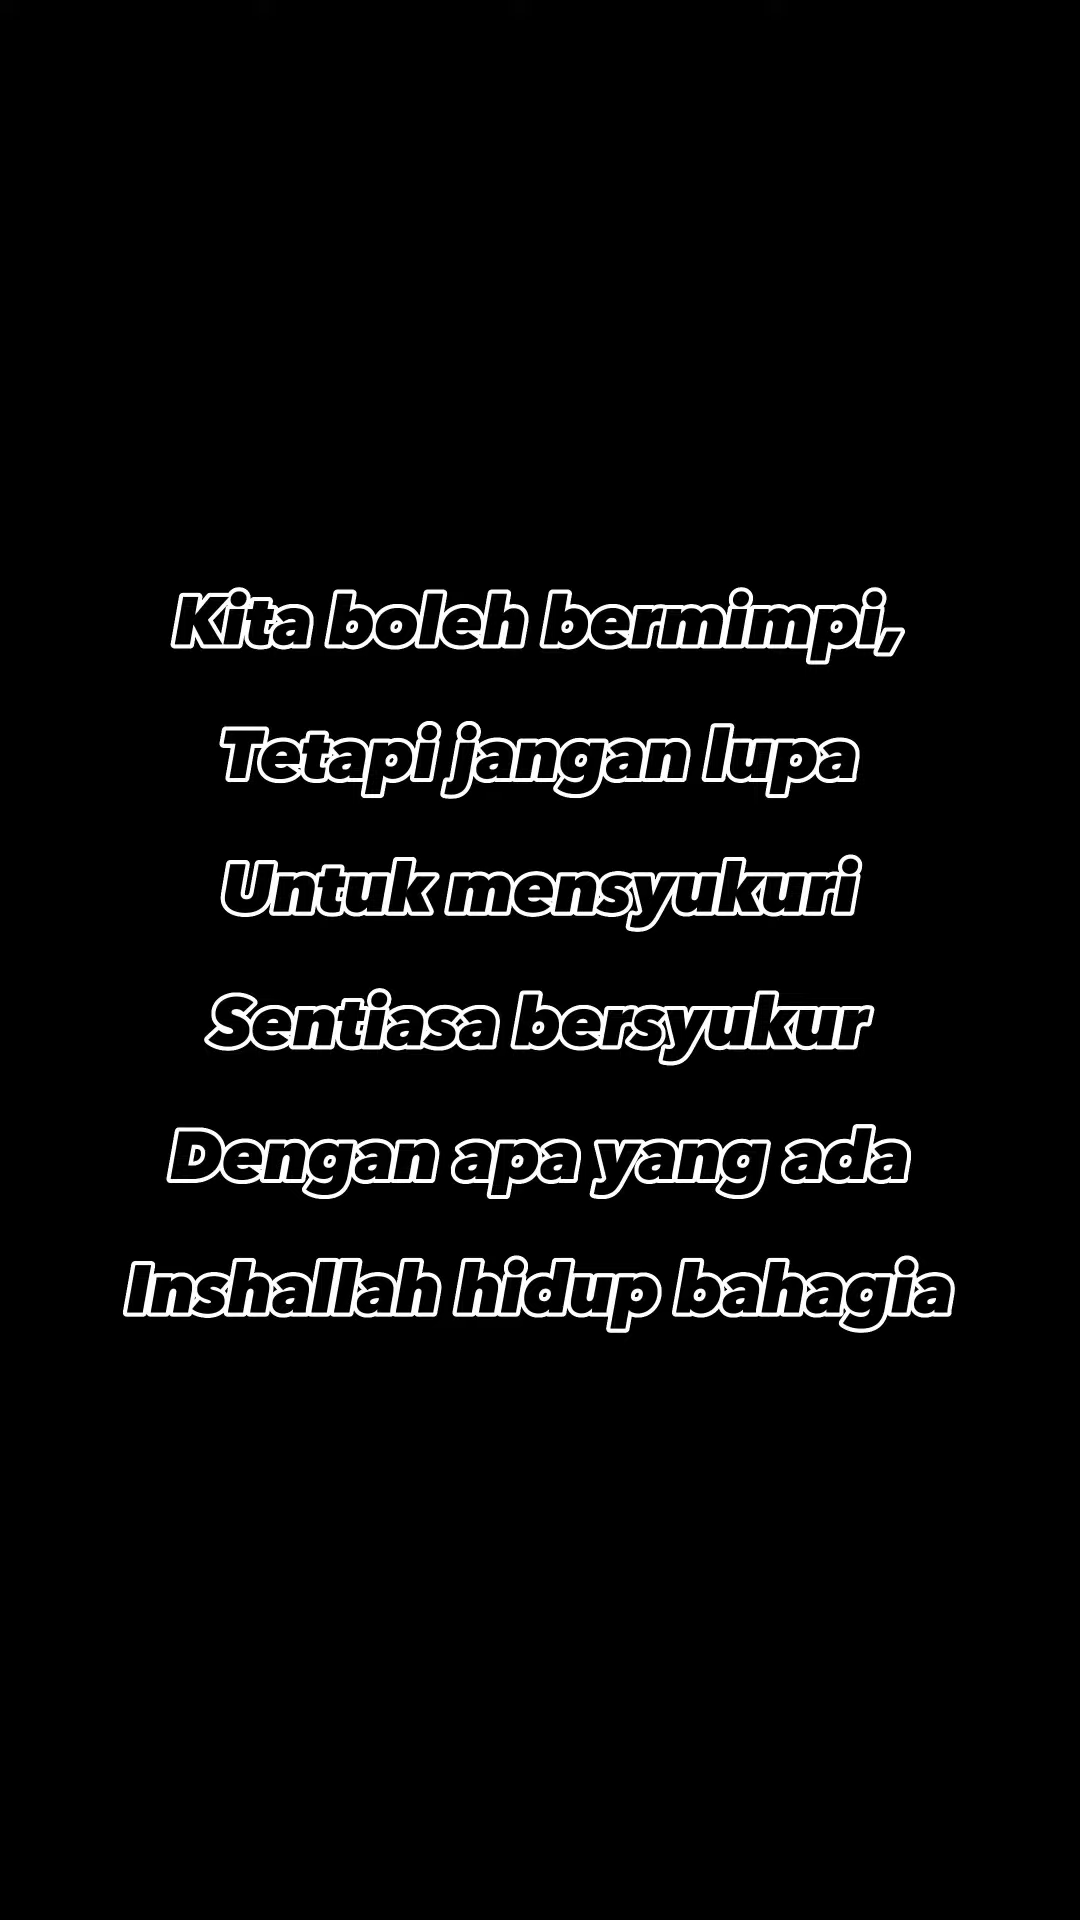 Kita boleh bermimpi,
Tetapi jangan lupa
Untuk mensyukuri
Sentiasa bersyukur
Dengan apa yang ada
Inshallah hidup bahagia